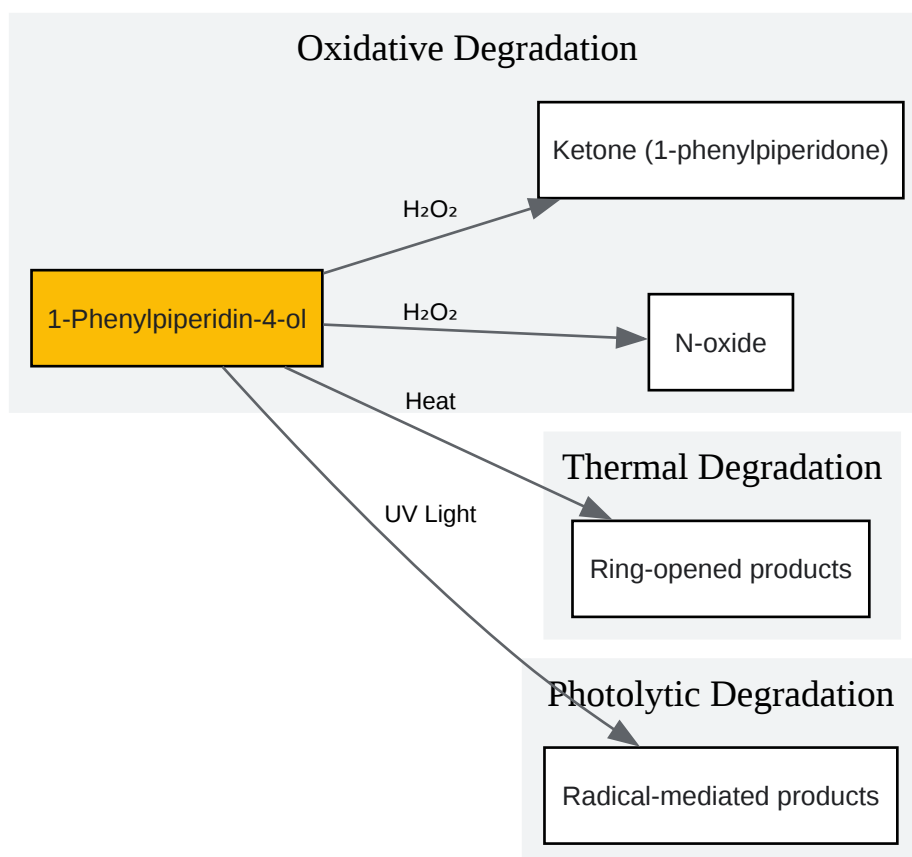 Oxidative Degradation
Ketone (1-phenylpiperidone)
H₂O₂
1-Phenylpiperidin-4-ol
H₂O₂
N-oxide
Heat
Thermal Degradation
UV Light
Ring-opened products
Photolytic Degradation
Radical-mediated products